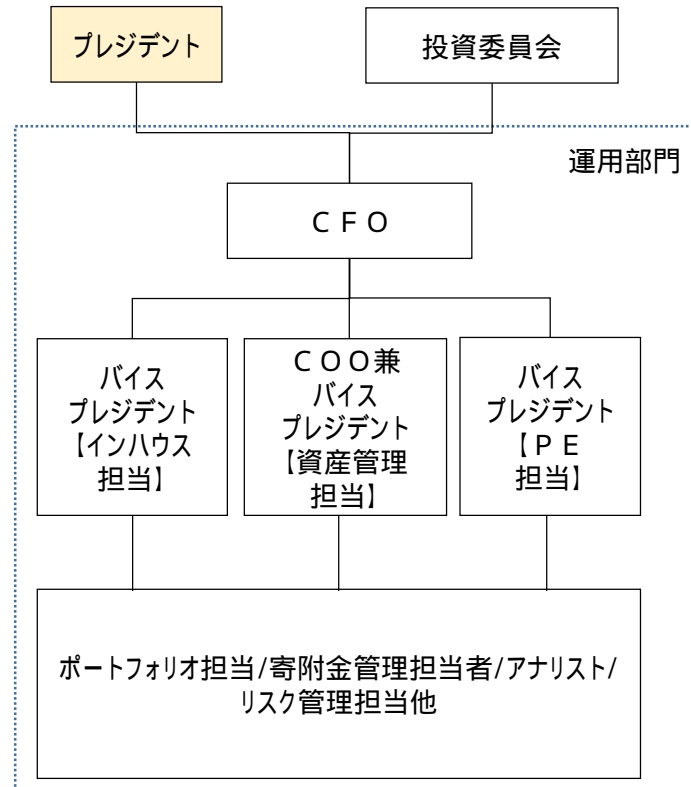 プレジデント
投資委員会
運用部門
ＣＦＯ
バイス
プレジデント
【インハウス
担当】
ＣＯＯ兼
バイス
プレジデント
【資産管理
担当】
バイス
プレジデント
【ＰＥ
担当】
ポートフォリオ担当/寄附金管理担当者/アナリスト/
リスク管理担当他